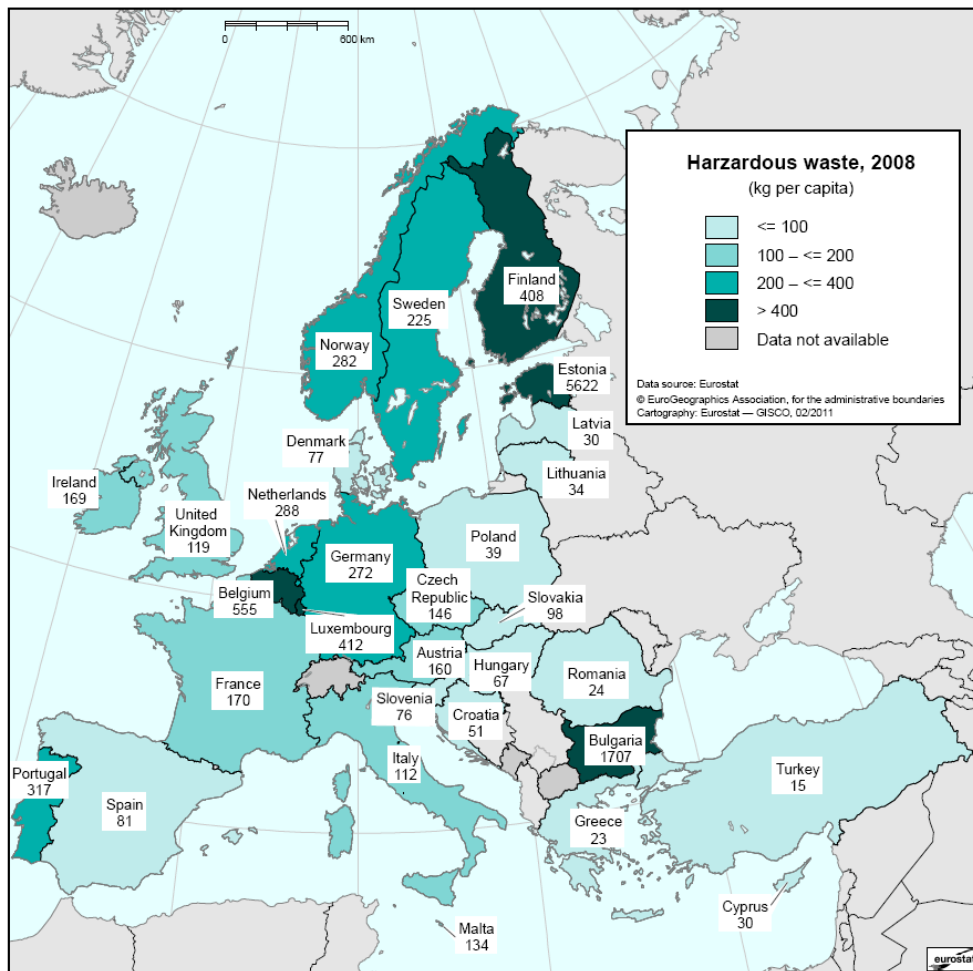 0 600 km
Harzardous waste, 2008
(kg per capita)
<= 100
100 – <= 200
200 – <= 400
> 400
Data not available
Data source: Eurostat
© EuroGeographics Association, for the administrative boundaries
Cartography: Eurostat — GISCO, 02/2011
Finland
408
Sweden
225
Norway
282
Estonia
5622
Latvia
30
Denmark
77
Lithuania
34
Ireland
169
Netherlands
288
United
Kingdom
119
Poland
39
Germany
272
Czech
Republic
146
Belgium
555
Slovakia
98
Luxembourg
412
Austria
160
Hungary
67
Romania
24
France
170
Slovenia
76
Croatia
51
Bulgaria
1707
Italy
112
Portugal
317
Turkey
15
Spain
81
Greece
23
Cyprus
30
Malta
134
eurostat